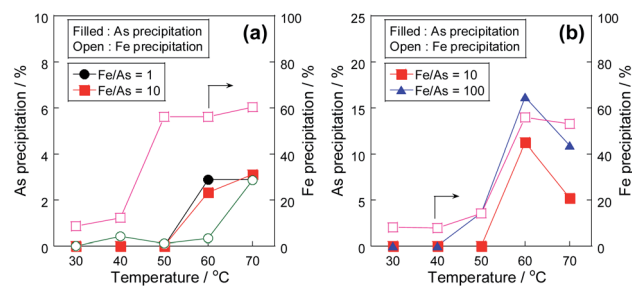 10
8
6
4
2
0
As precipitation / %
Filled : As precipitation
Open : Fe precipitation
(a)
Fe/As = 1
Fe/As = 10
100
80
60
40
20
0
Fe precipitation / %
30 40 50 60 70
Temperature / °C
25
20
15
10
5
0
As precipitation / %
Filled : As precipitation
Open : Fe precipitation
(b)
Fe/As = 10
Fe/As = 100
100
80
60
40
20
0
Fe precipitation / %
30 40 50 60 70
Temperature / °C